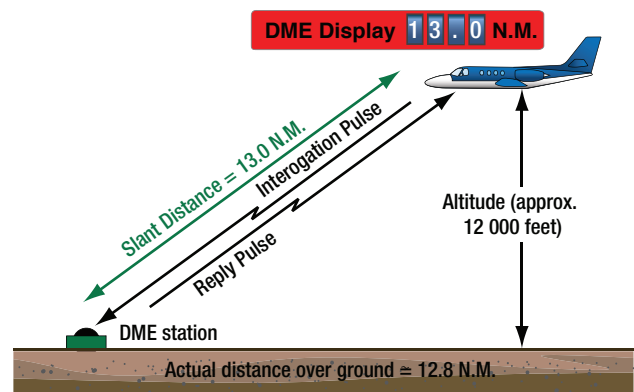 DME Display 13.0 N.M.
Slant Distance = 13.0 N.M.
Interogation Pulse
Reply Pulse
Altitude (approx.
12 000 feet)
DME station
Actual distance over ground ≃ 12.8 N.M.